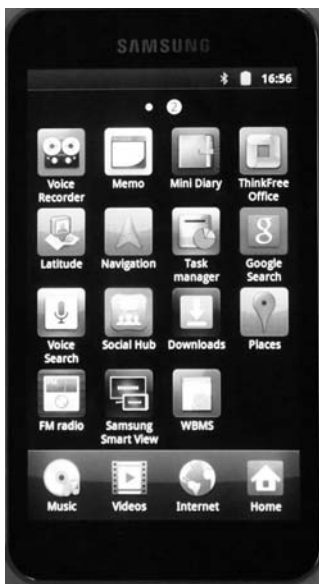 SAMSUNG
16:56
2
Voice Memo Mini Diary ThinkFree
Recorder Office
Latitude Navigation Task Google
manager Search
Voice Social Hub Downloads Places
Search
FM radio Samsung WBMS
Smart View
Music Videos Internet Home